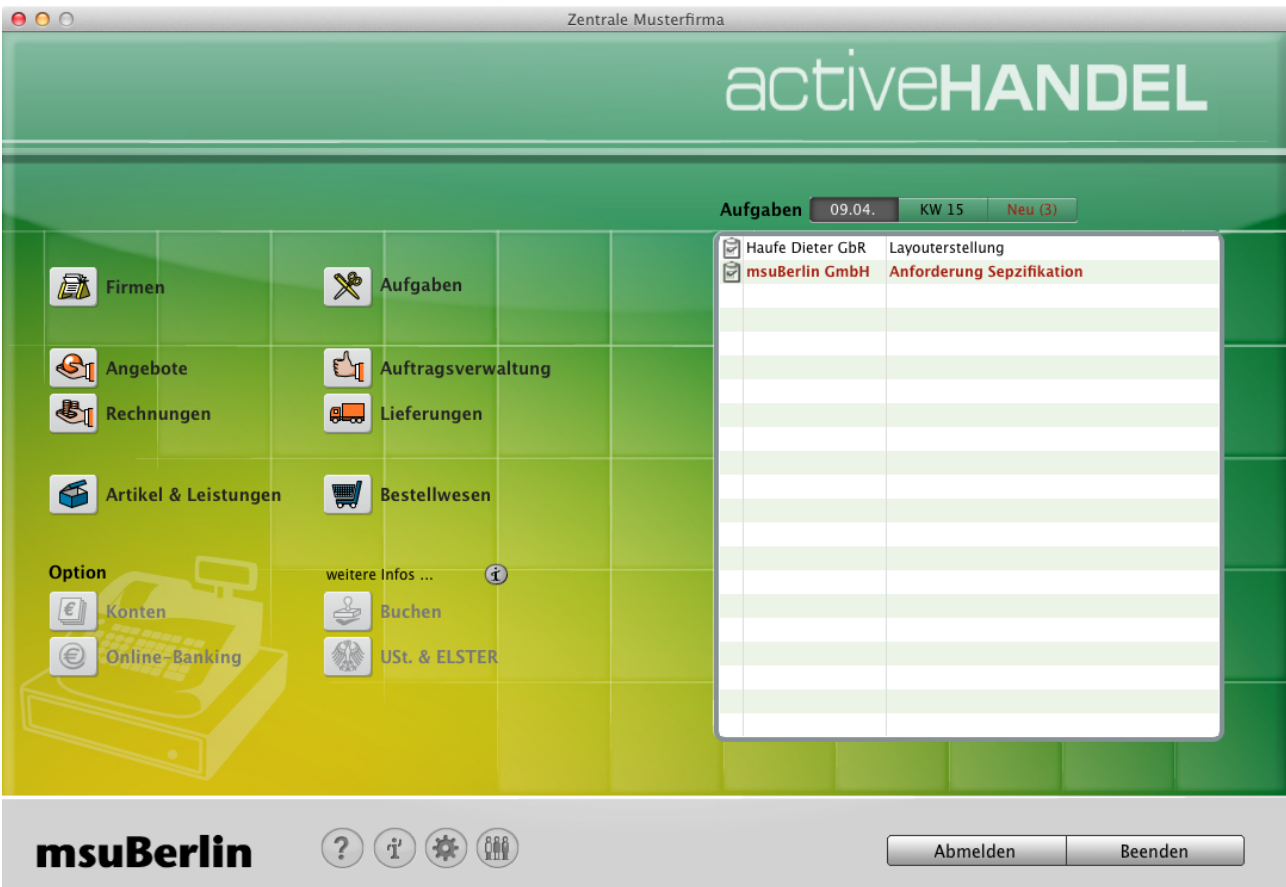 Zentrale Musterfirma
activeHANDEL
Aufgaben 09.04. KW 15 Neu (3)
Haufe Dieter GbR Layouterstellung
msuBerlin GmbH Anforderung Sepzifikation
Firmen Aufgaben
Angebote Auftragsverwaltung
Rechnungen Lieferungen
Artikel & Leistungen Bestellwesen
Option weitere Infos ... i
Konten Buchen
Online-Banking USt. & ELSTER
msuBerlin ? i Abmelden Beenden